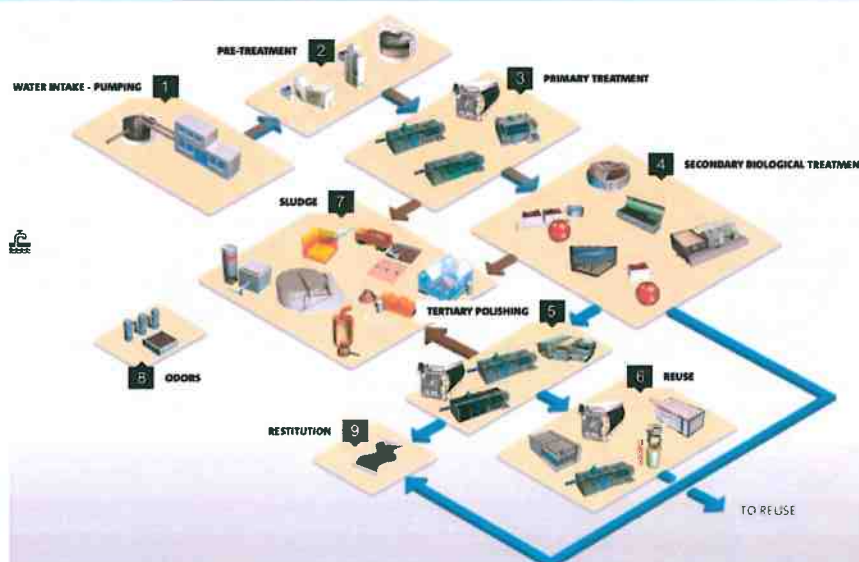 WATER INTAKE - PUMPING 1
PRE-TREATMENT 2
3 PRIMARY TREATMENT
4 SECONDARY BIOLOGICAL TREATMEN
SLUDGE 7
TERTIARY POLISHING 5
8 ODORS
6 REUSE
RESTITUTION 9
TO REUSE